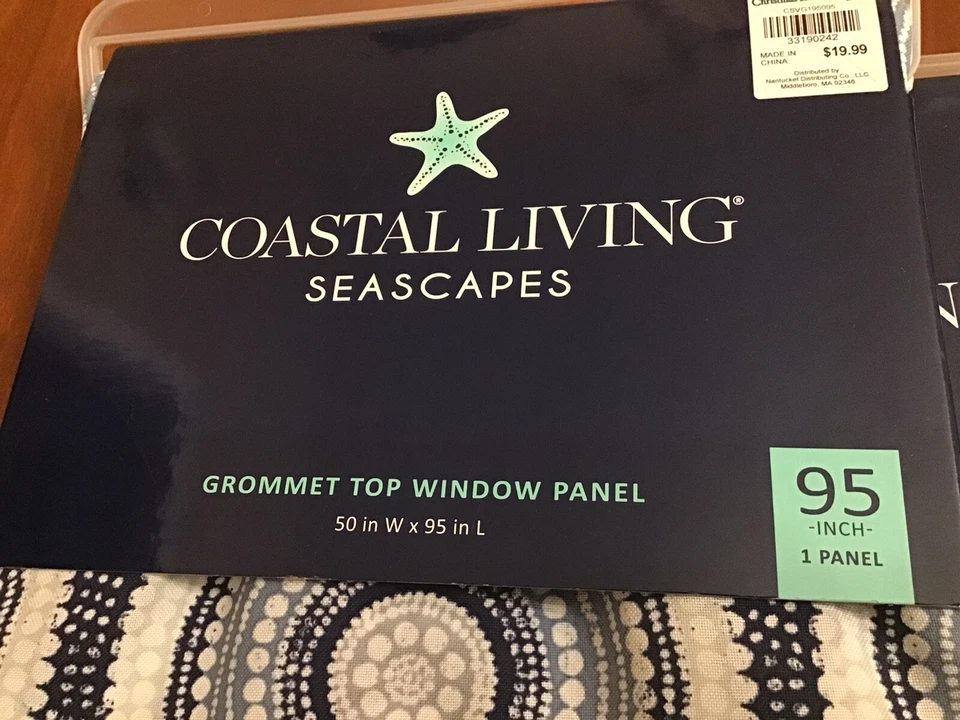 CSVG195095
33190242
MADE IN
CHINA
$19.99
Distributed by
Nantucket Distributing Co., LLC.
Middleboro, MA 02346
COASTAL LIVING®
SEASCAPES
GROMMET TOP WINDOW PANEL
50 in W x 95 in L
95
-INCH-
1 PANEL